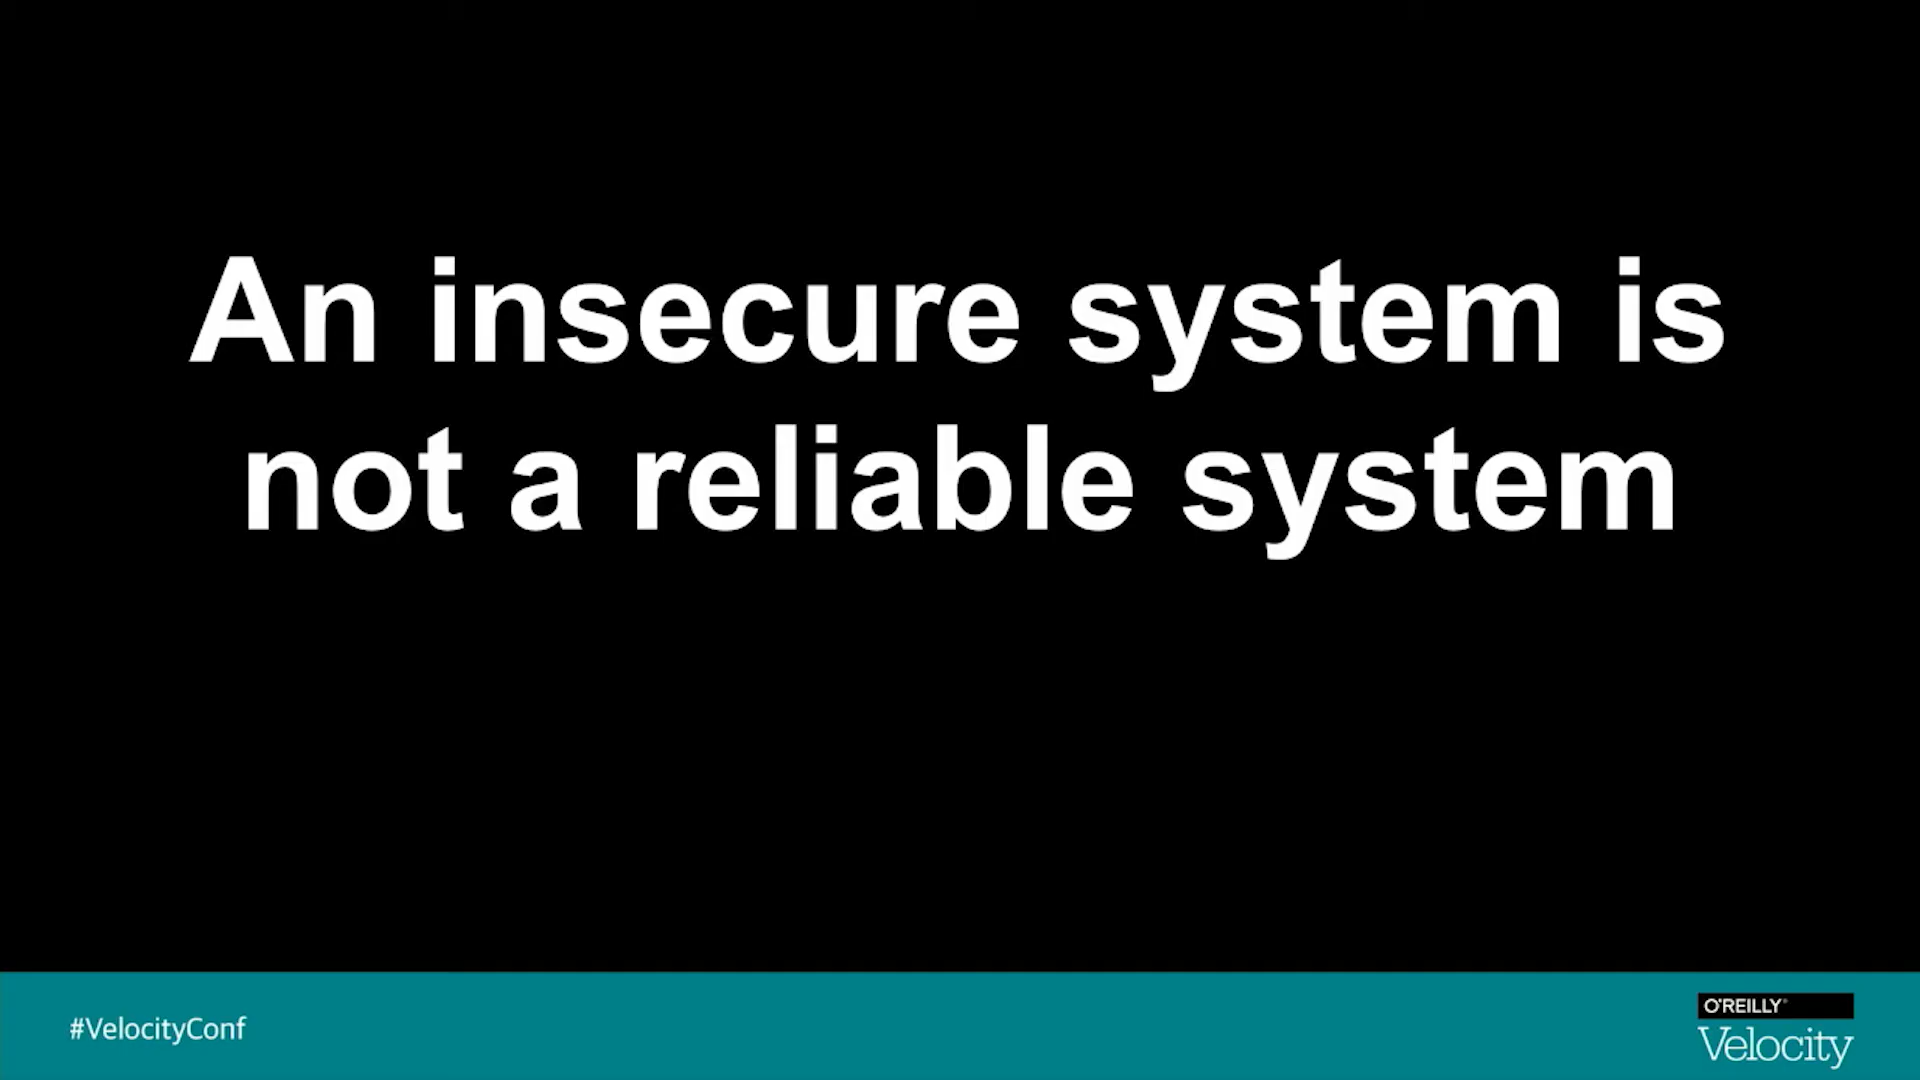 An insecure system is
not a reliable system
#VelocityConf
O'REILLY®
Velocity